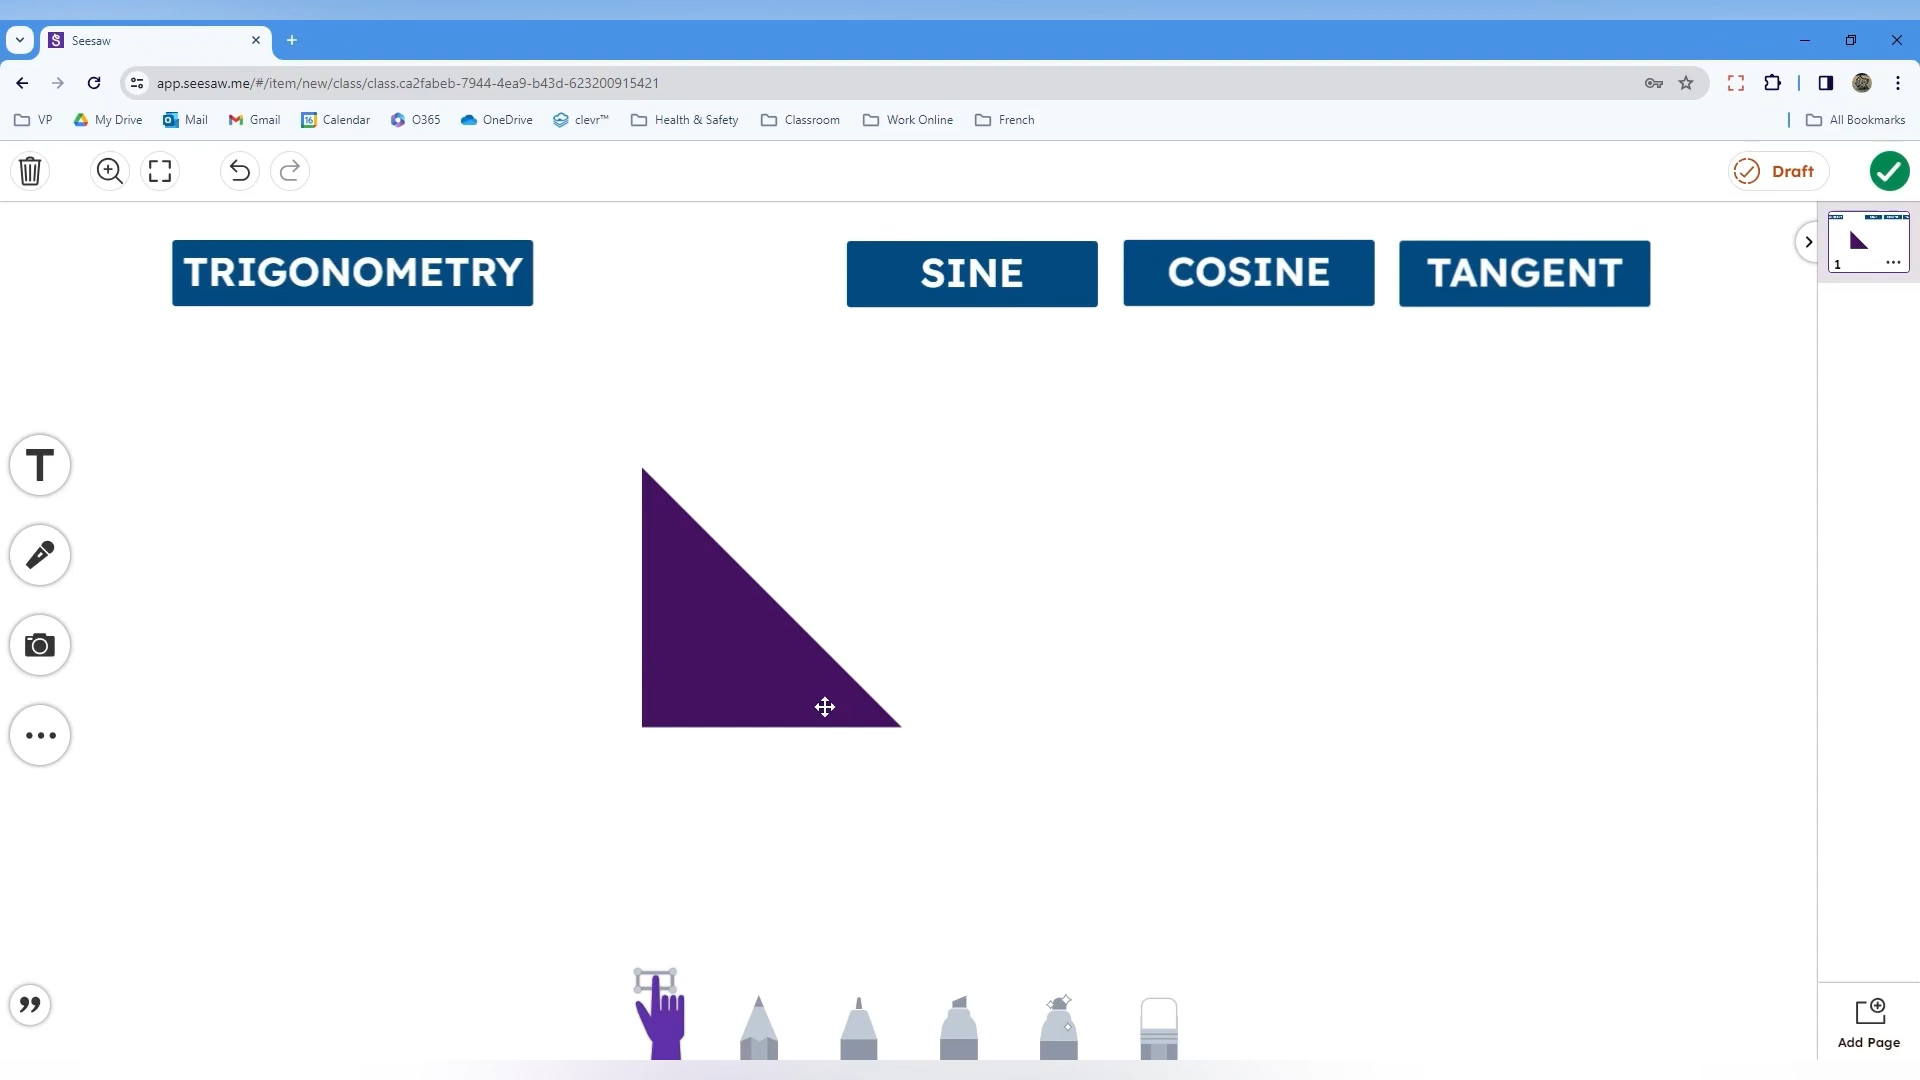 Seesaw
app.seesaw.me/#/item/new/class/class.ca2fabeb-7944-4ea9-b43d-623200915421
VP My Drive Mail Gmail 16 Calendar O365 OneDrive clevr™ Health & Safety Classroom Work Online French All Bookmarks
Draft
TRIGONOMETRY SINE COSINE TANGENT
1
T
Add Page